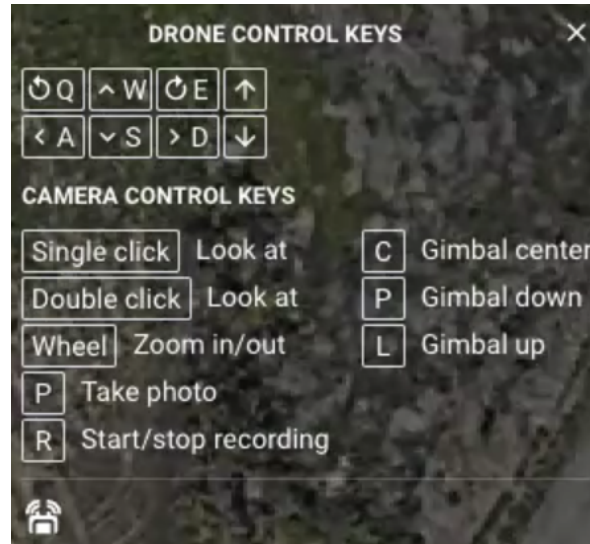 DRONE CONTROL KEYS
Q W E ↑
A S D ↓
CAMERA CONTROL KEYS
Single click Look at C Gimbal center
Double click Look at P Gimbal down
Wheel Zoom in/out L Gimbal up
P Take photo
R Start/stop recording